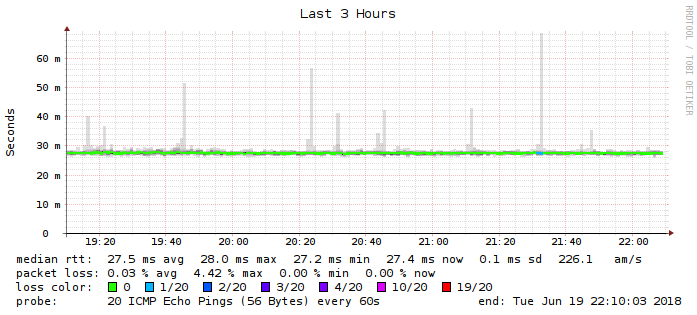 Last 3 Hours
RRDTOOL / TOBI OETIKER
Seconds
60 m
50 m
40 m
30 m
20 m
10 m
0
19:20 19:40 20:00 20:20 20:40 21:00 21:20 21:40 22:00
median rtt: 27.5 ms avg 28.0 ms max 27.2 ms min 27.4 ms now 0.1 ms sd 226.1 am/s
packet loss: 0.03 % avg 4.42 % max 0.00 % min 0.00 % now
loss color: 0 1/20 2/20 3/20 4/20 10/20 19/20
probe: 20 ICMP Echo Pings (56 Bytes) every 60s end: Tue Jun 19 22:10:03 2018